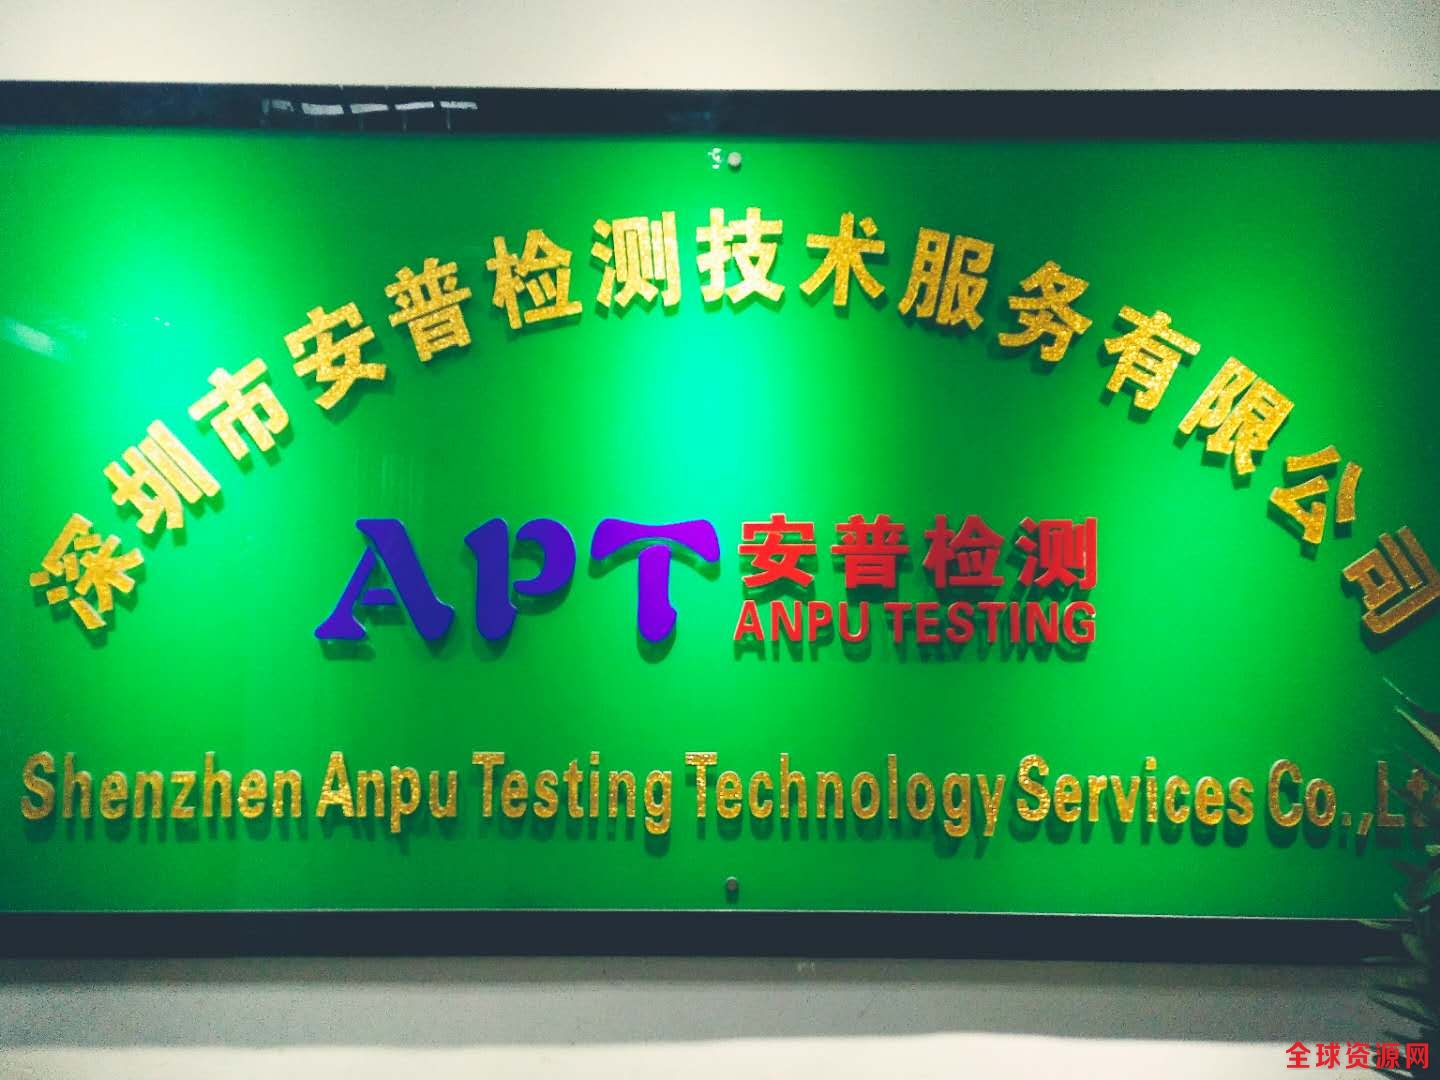 深圳市安普检测技术服务有限公司
APT 安普检测
ANPU TESTING
Shenzhen Anpu Testing Technology Services Co.,Lt
全球资源网